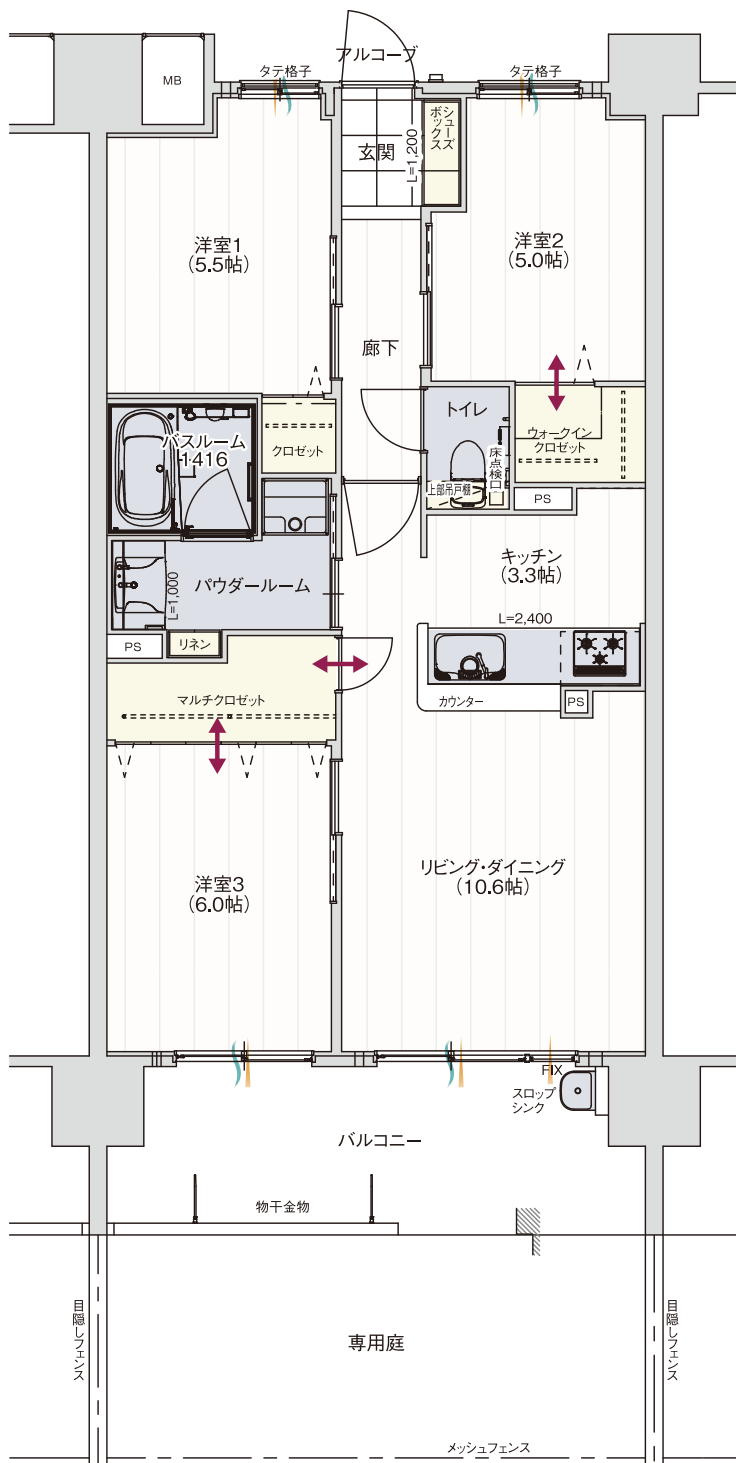 アルコーブ
MB
タテ格子
タテ格子
玄関
L=1,200
シューズ
ボックス
洋室1
(5.5帖)
洋室2
(5.0帖)
廊下
トイレ
床点検口
上部吊戸棚
ウォークイン
クロゼット
PS
クロゼット
バスルーム
1416
パウダールーム
L=1,000
キッチン
(3.3帖)
L=2,400
PS
リネン
カウンター
PS
マルチクロゼット
洋室3
(6.0帖)
リビング・ダイニング
(10.6帖)
FIX
スロップ
シンク
バルコニー
物干金物
目隠しフェンス
専用庭
目隠しフェンス
メッシュフェンス